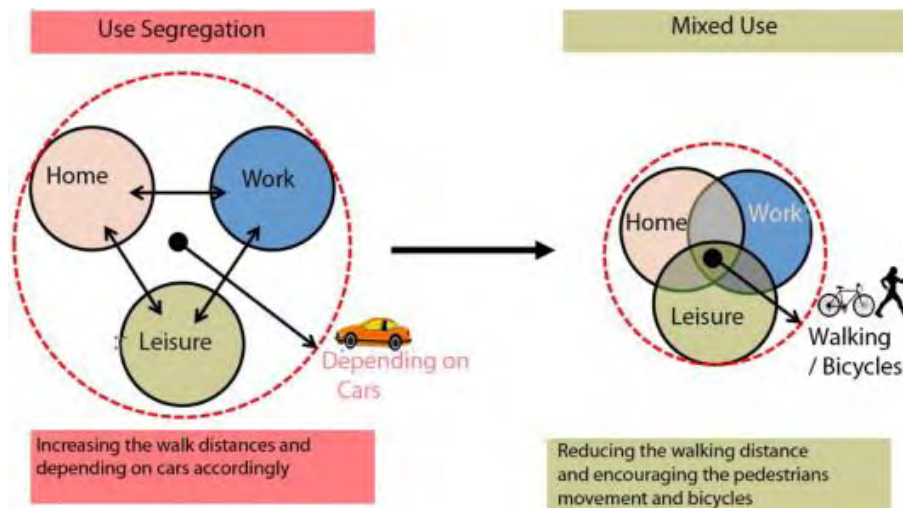 Use Segregation
Mixed Use
Home
Work
Leisure
Depending on
Cars
Home
Work
Leisure
Walking
/ Bicycles
Increasing the walk distances and
depending on cars accordingly
Reducing the walking distance
and encouraging the pedestrians
movement and bicycles